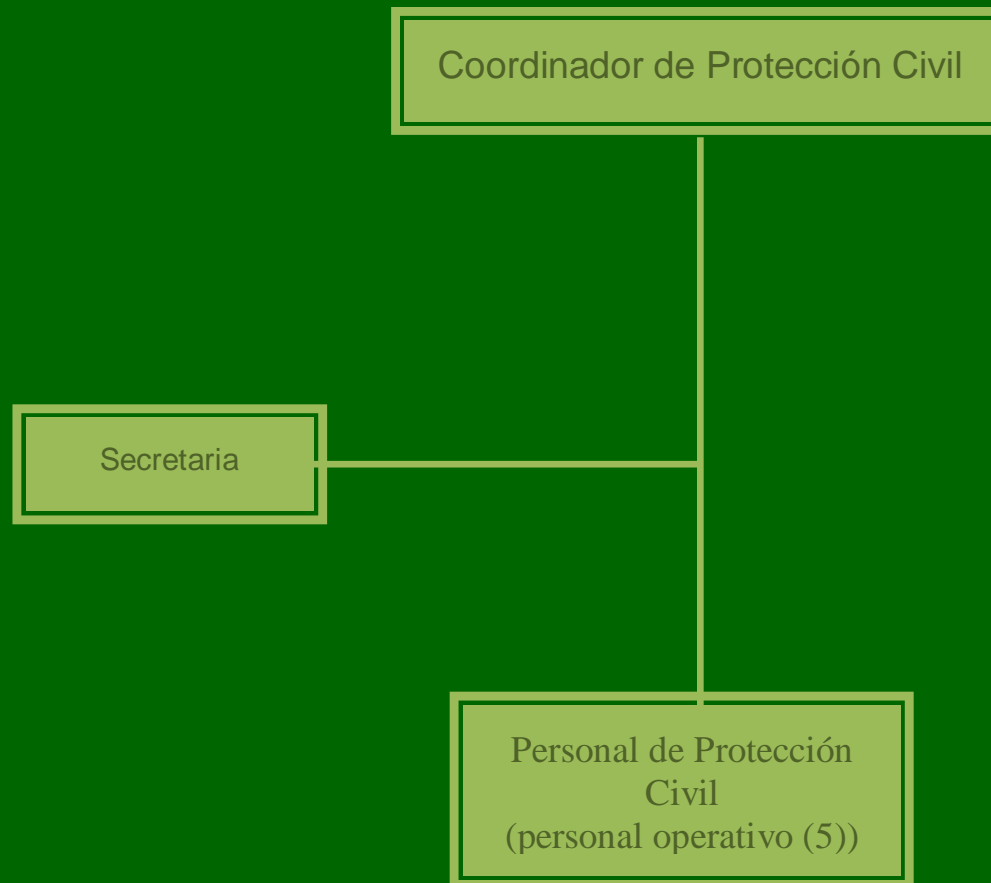 Coordinador de Protección Civil
Secretaria
Personal de Protección
Civil
(personal operativo (5))